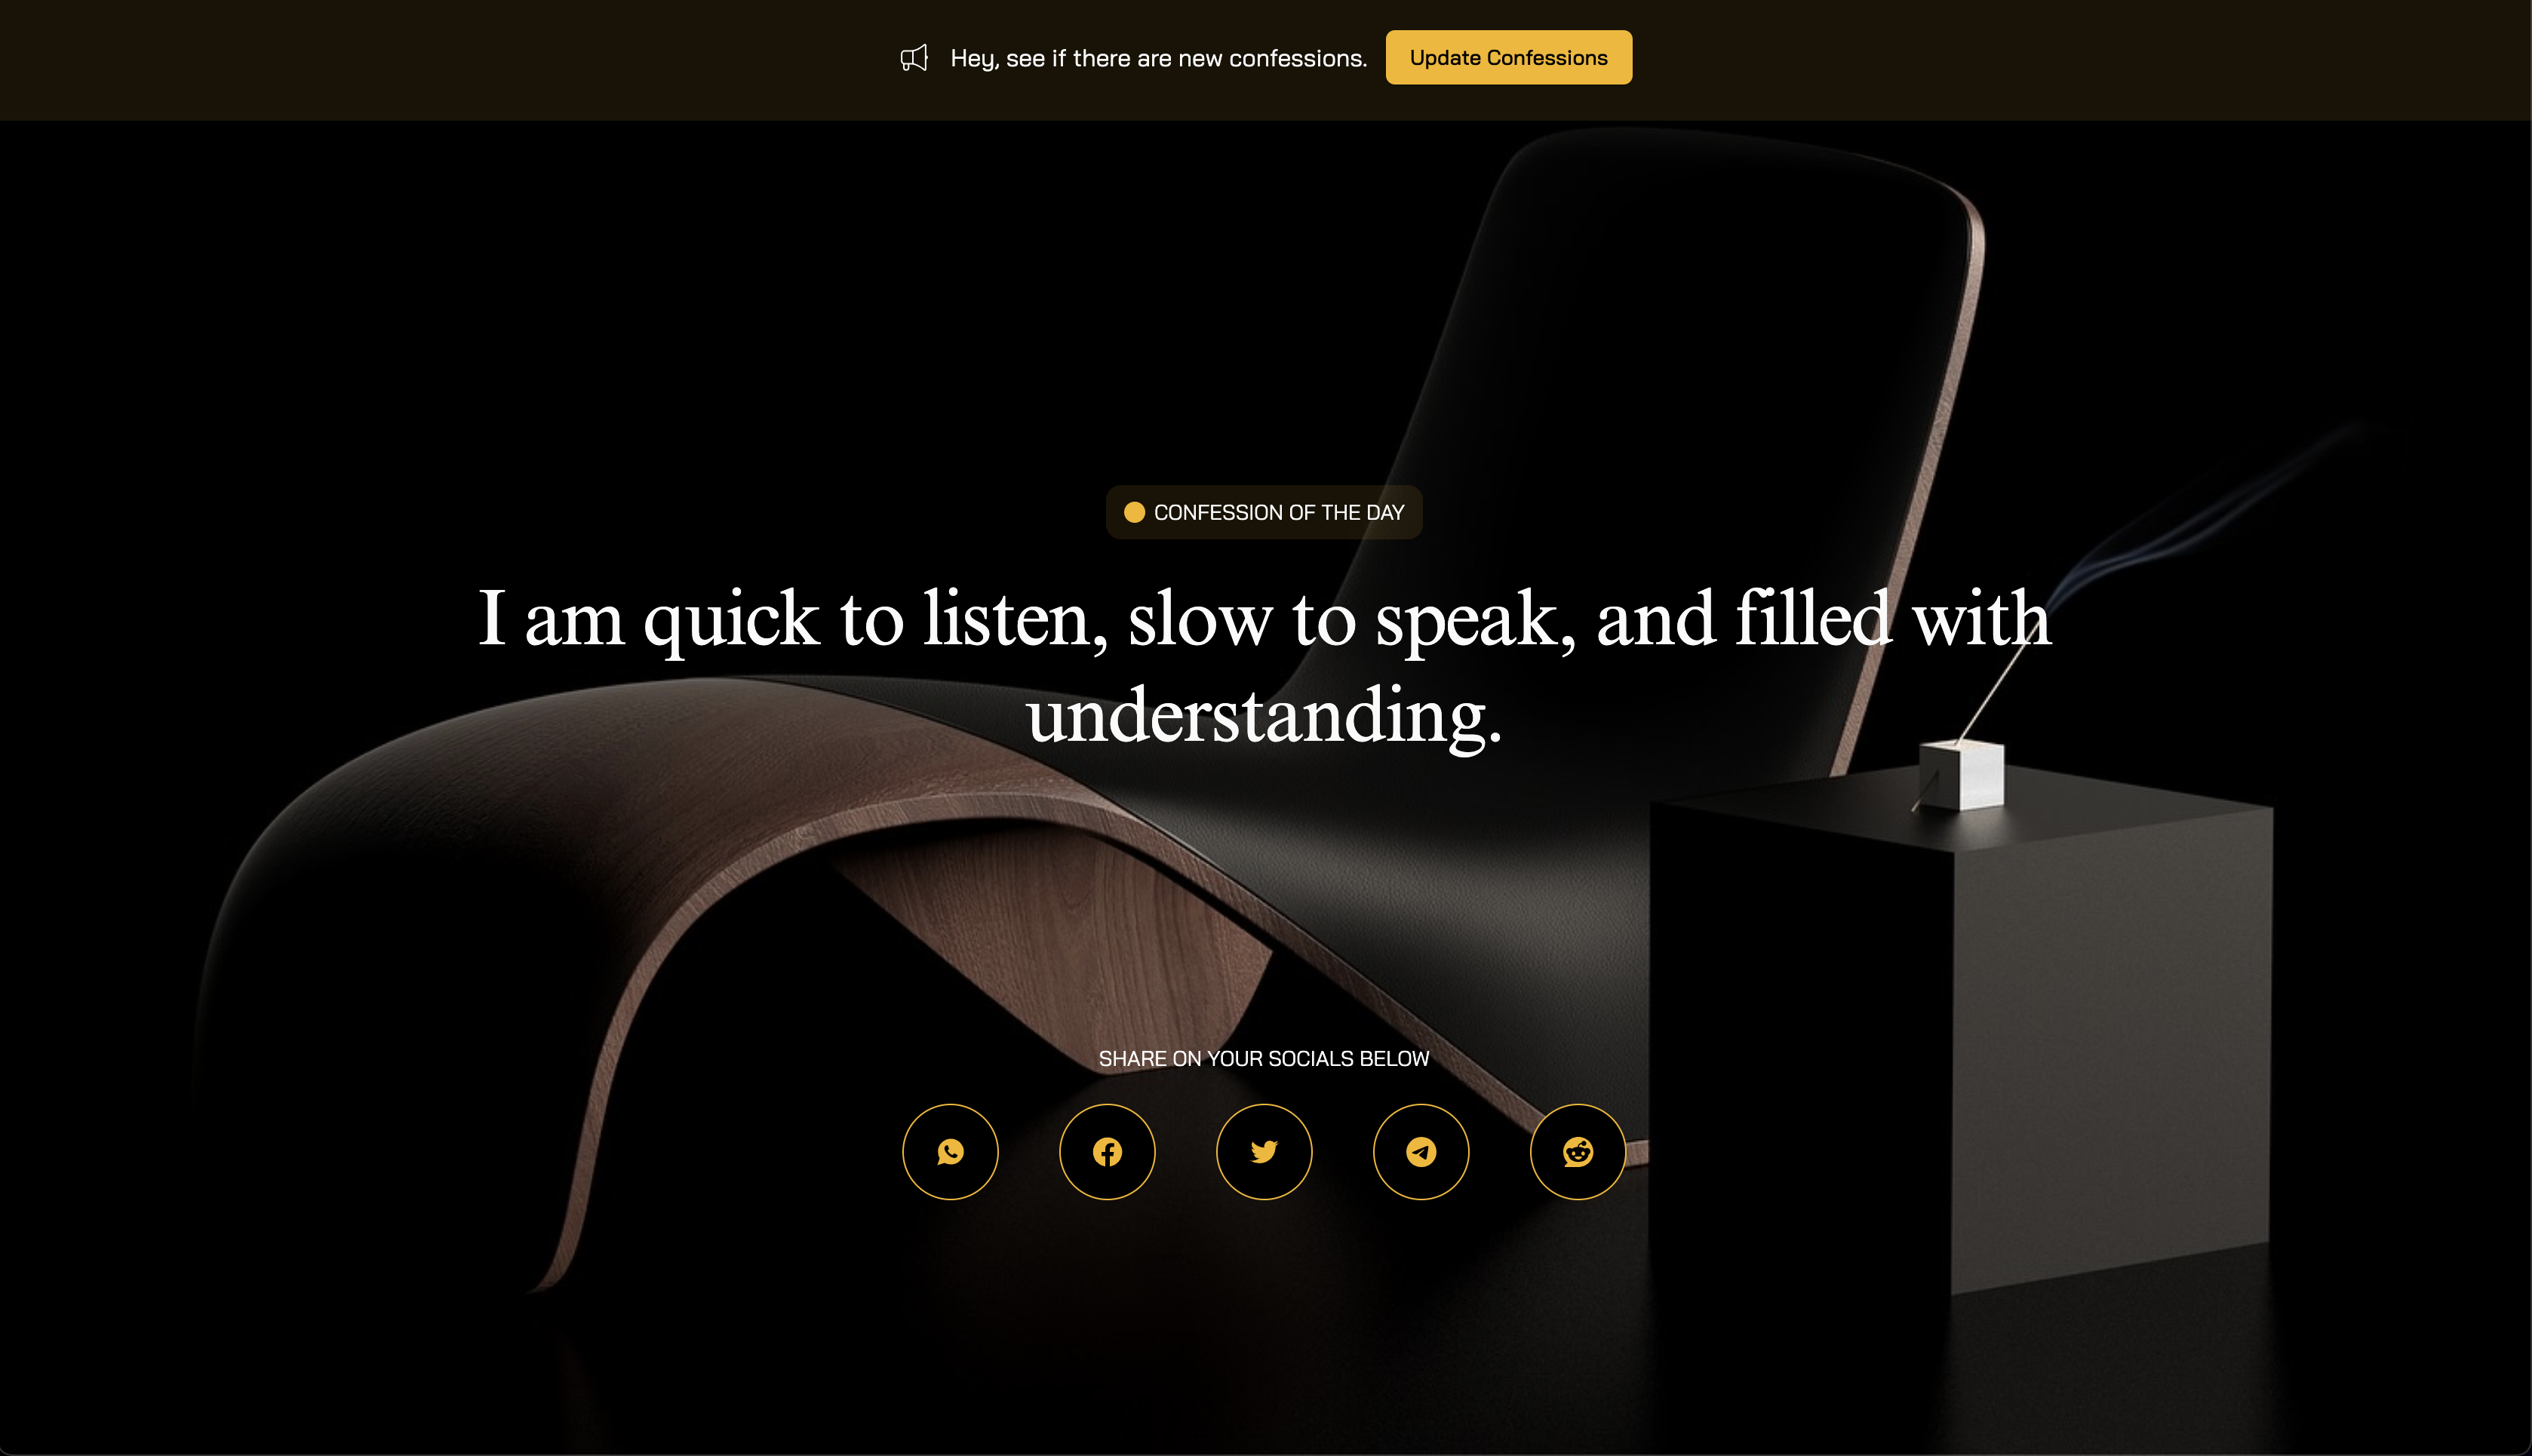 Hey, see if there are new confessions.
Update Confessions
CONFESSION OF THE DAY
I am quick to listen, slow to speak, and filled with
understanding.
SHARE ON YOUR SOCIALS BELOW